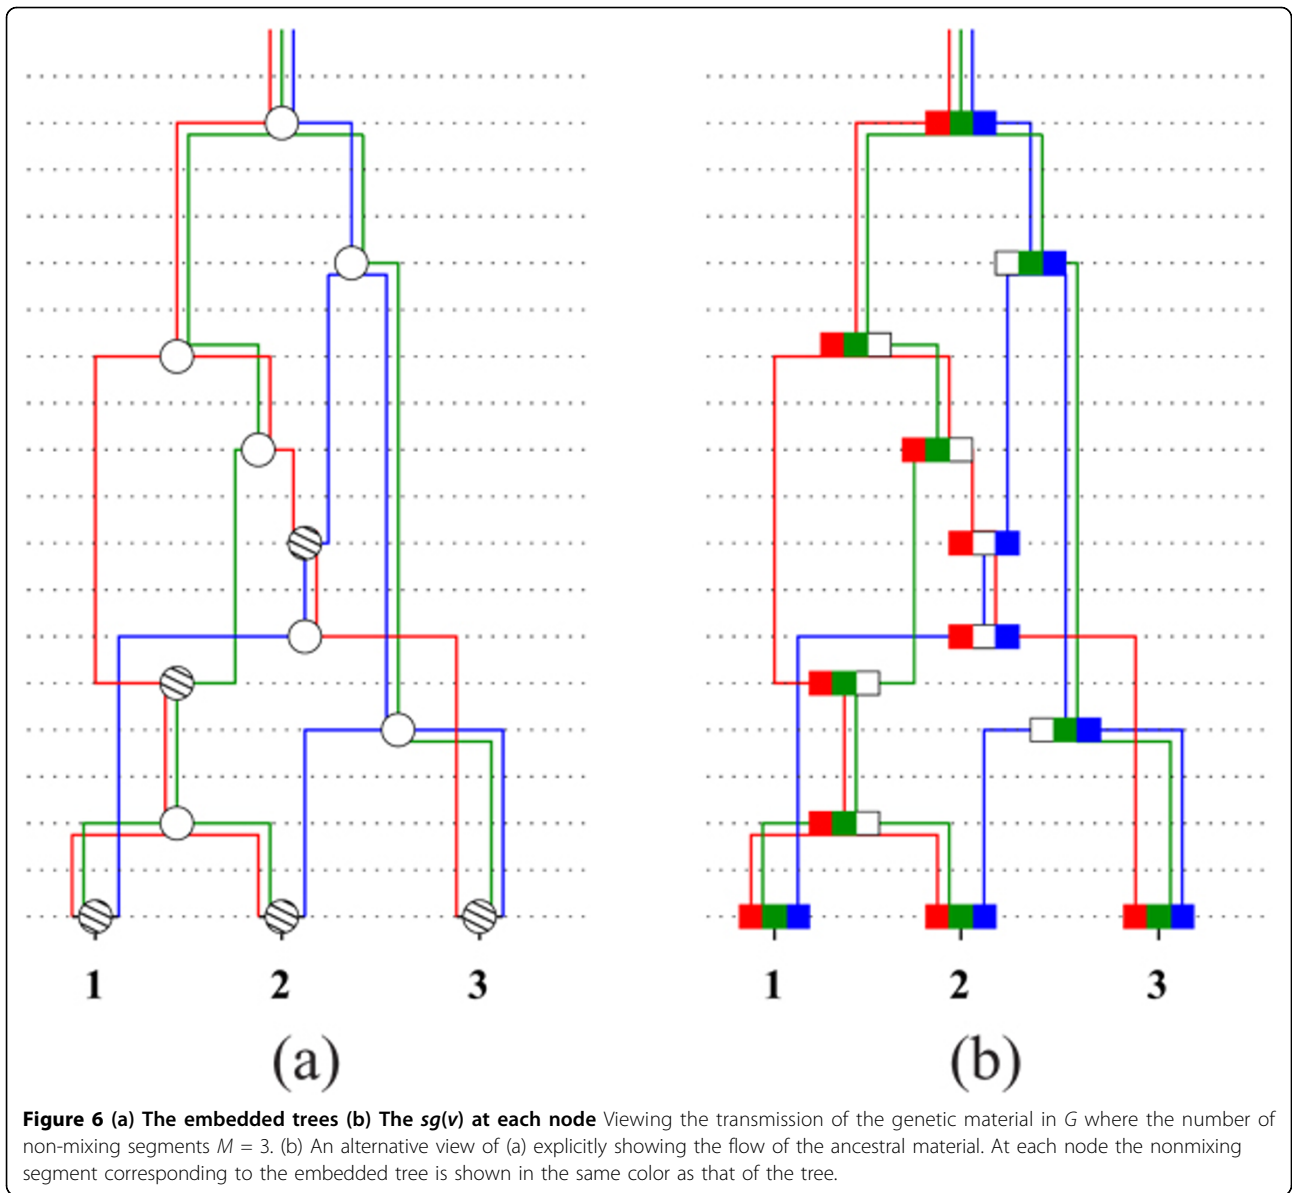 1 2 3 1 2 3
(a) (b)
Figure 6 (a) The embedded trees (b) The sg(v) at each node Viewing the transmission of the genetic material in G where the number of
non-mixing segments M = 3. (b) An alternative view of (a) explicitly showing the flow of the ancestral material. At each node the nonmixing
segment corresponding to the embedded tree is shown in the same color as that of the tree.